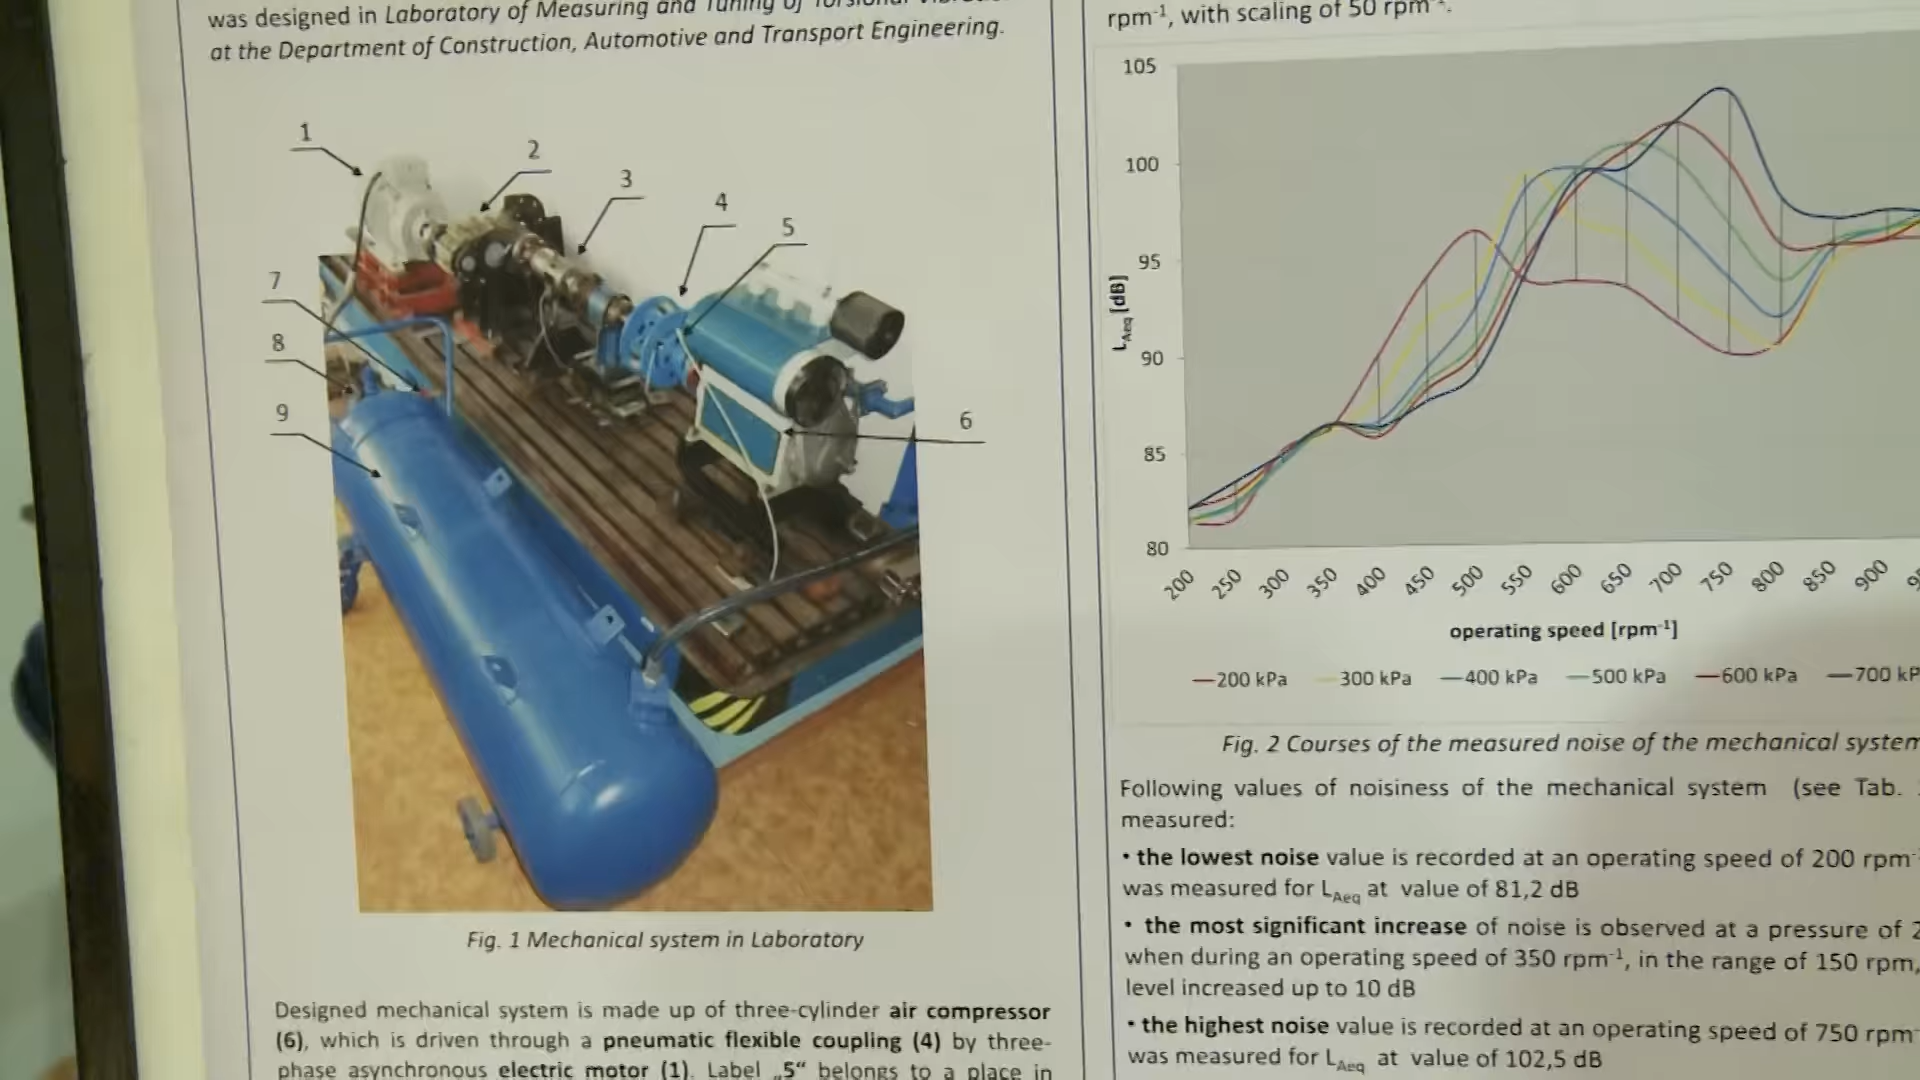 was designed in Laboratory of Measuring and Tuning of Torsional
at the Department of Construction, Automotive and Transport Engineering.
1
2
3
4
5
7
8
9
6
Fig. 1 Mechanical system in Laboratory
Designed mechanical system is made up of three-cylinder air compressor
(6), which is driven through a pneumatic flexible coupling (4) by three-
phase asynchronous electric motor (1). Label „5“ belongs to a place in
rpm⁻¹, with scaling of 50 rpm⁻¹.
105
100
95
90
85
80
LAeq [dB]
200 250 300 350 400 450 500 550 600 650 700 750 800 850 900
operating speed [rpm⁻¹]
200 kPa 300 kPa 400 kPa 500 kPa 600 kPa 700 kP
Fig. 2 Courses of the measured noise of the mechanical system
Following values of noisiness of the mechanical system (see Tab.
measured:
• the lowest noise value is recorded at an operating speed of 200 rpm
was measured for LAeq at value of 81,2 dB
• the most significant increase of noise is observed at a pressure of 2
when during an operating speed of 350 rpm⁻¹, in the range of 150 rpm,
level increased up to 10 dB
• the highest noise value is recorded at an operating speed of 750 rpm
was measured for LAeq at value of 102,5 dB